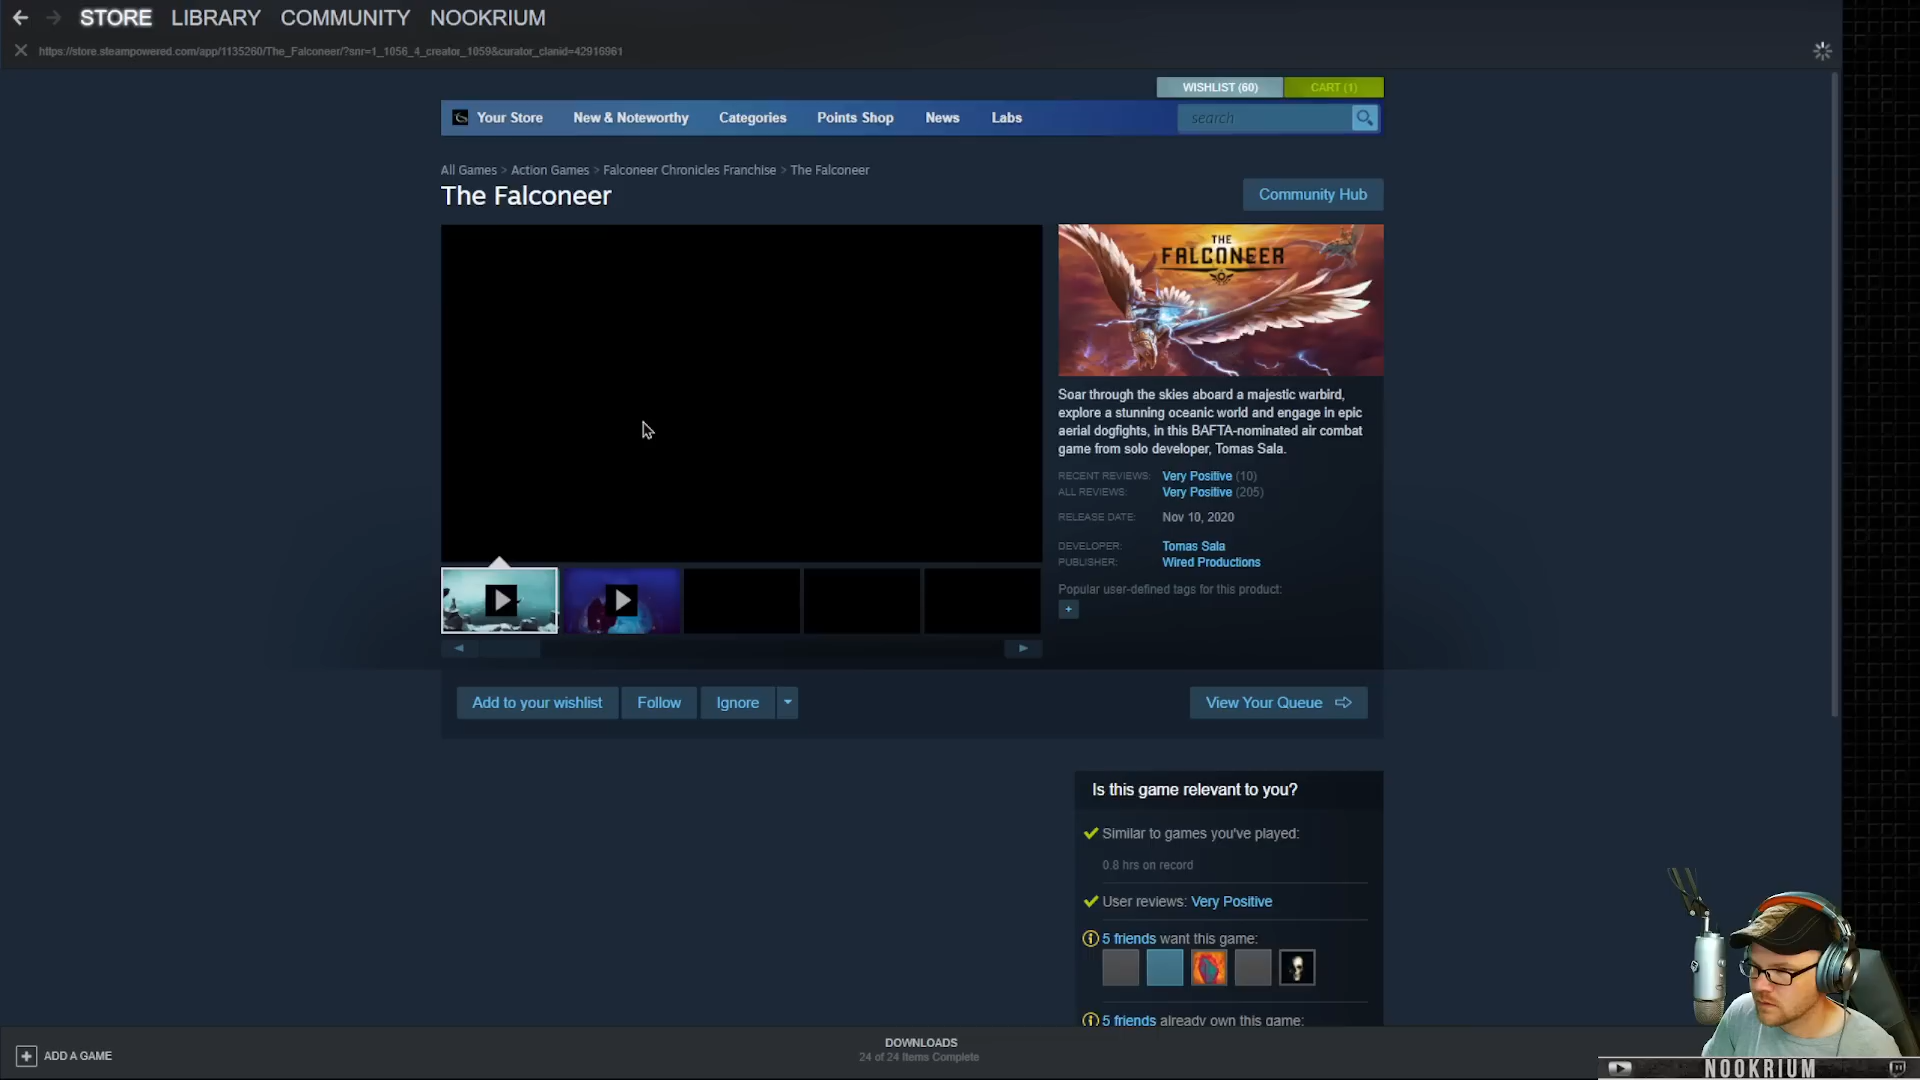 STORE LIBRARY COMMUNITY NOOKRIUM
https://store.steampowered.com/app/1135260/The_Falconeer/?snr=1_1056_4_creator_1059&curator_clanid=42916961
WISHLIST (60) CART (1)
Your Store New & Noteworthy Categories Points Shop News Labs search
All Games > Action Games > Falconeer Chronicles Franchise > The Falconeer
The Falconeer
Community Hub
THE
FALCONEER
Soar through the skies aboard a majestic warbird,
explore a stunning oceanic world and engage in epic
aerial dogfights, in this BAFTA-nominated air combat
game from solo developer, Tomas Sala.
RECENT REVIEWS: Very Positive (10)
ALL REVIEWS: Very Positive (205)
RELEASE DATE: Nov 10, 2020
DEVELOPER: Tomas Sala
PUBLISHER: Wired Productions
Popular user-defined tags for this product:
+
Add to your wishlist Follow Ignore View Your Queue
Is this game relevant to you?
Similar to games you've played:
0.8 hrs on record
User reviews: Very Positive
5 friends want this game:
5 friends already own this game:
ADD A GAME
DOWNLOADS
24 of 24 Items Complete
NOOKRIUM